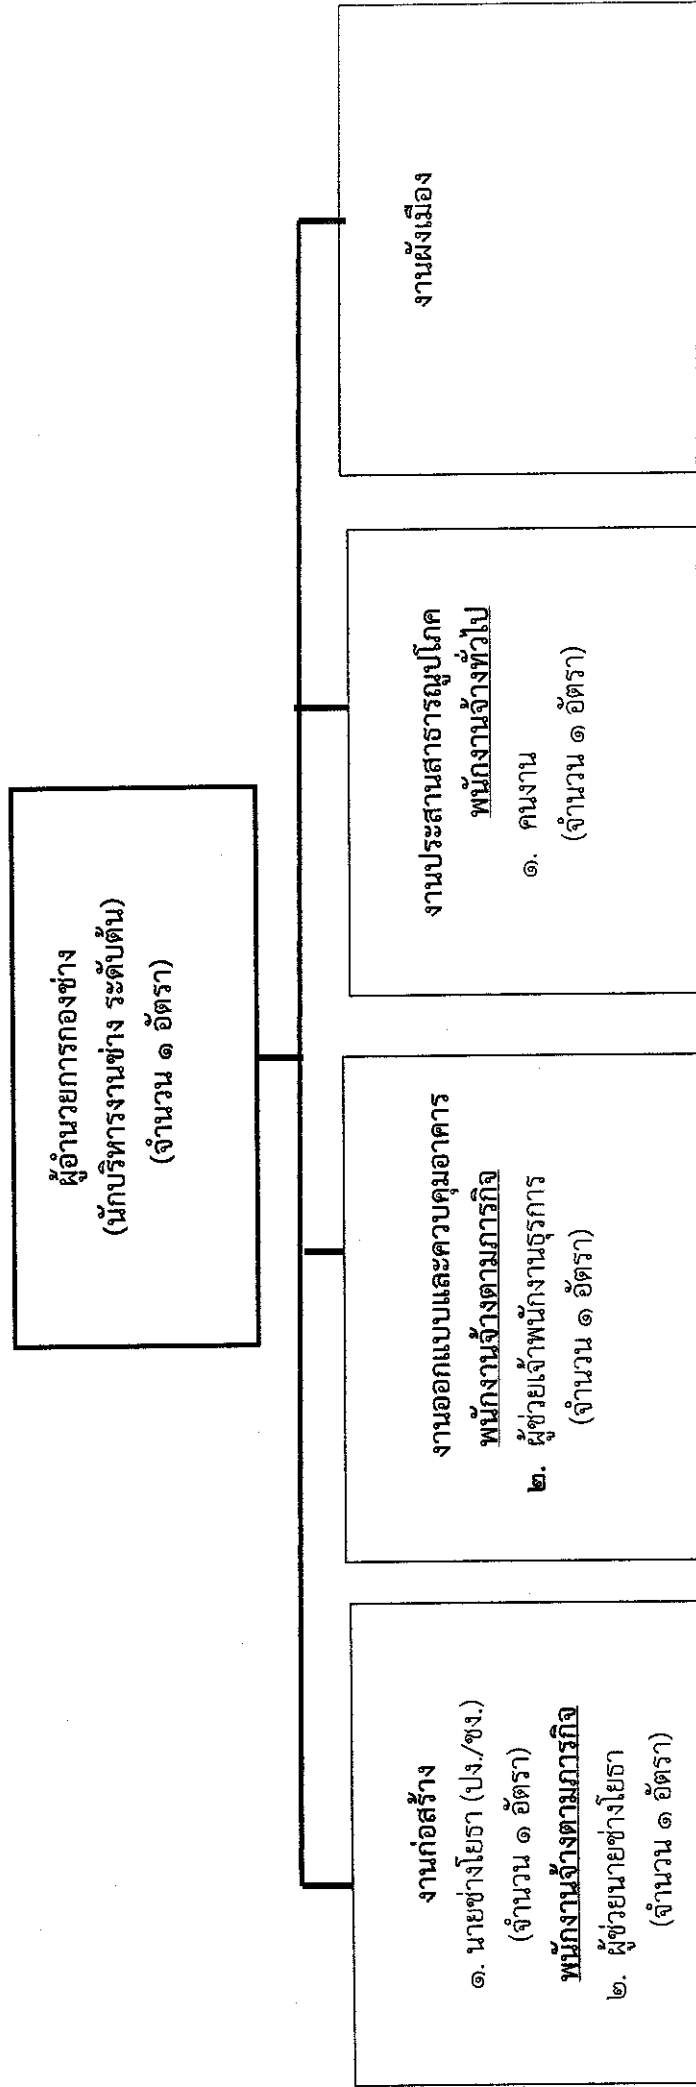 ผู้อำนวยการกองช่าง
(นักบริหารงานช่าง ระดับต้น)
(จำนวน ๑ อัตรา)
งานก่อสร้าง
๑. นายช่างโยธา (ปง./ชง.)
(จำนวน ๑ อัตรา)
พนักงานจ้างตามภารกิจ
๒. ผู้ช่วยนายช่างโยธา
(จำนวน ๑ อัตรา)
งานออกแบบและควบคุมอาคาร
พนักงานจ้างตามภารกิจ
๒. ผู้ช่วยเจ้าพนักงานธุรการ
(จำนวน ๑ อัตรา)
งานประสานสาธารณูปโภค
พนักงานจ้างทั่วไป
๑. คนงาน
(จำนวน ๑ อัตรา)
งานผังเมือง